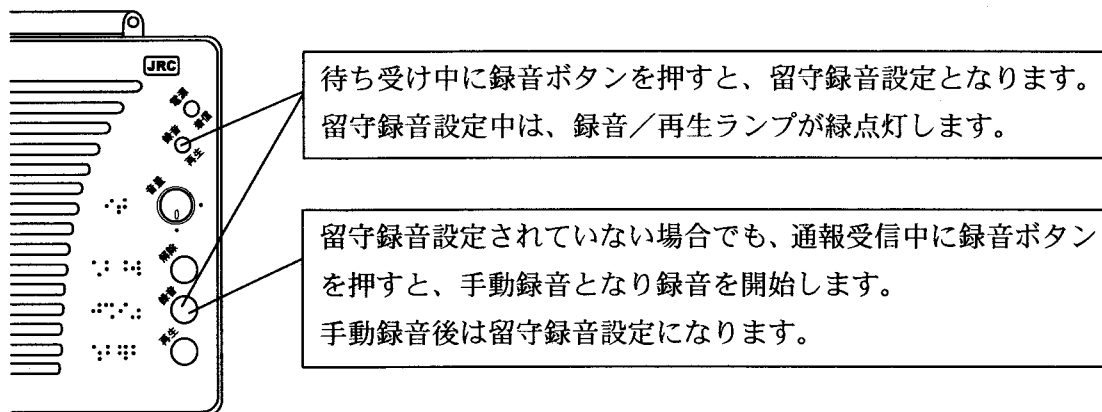 JRC
電源
着信
録音
再生
音量
解除
録音
再生
待ち受け中に録音ボタンを押すと、留守録音設定となります。
留守録音設定中は、録音／再生ランプが緑点灯します。
留守録音設定されていない場合でも、通報受信中に録音ボタン
を押すと、手動録音となり録音を開始します。
手動録音後は留守録音設定になります。